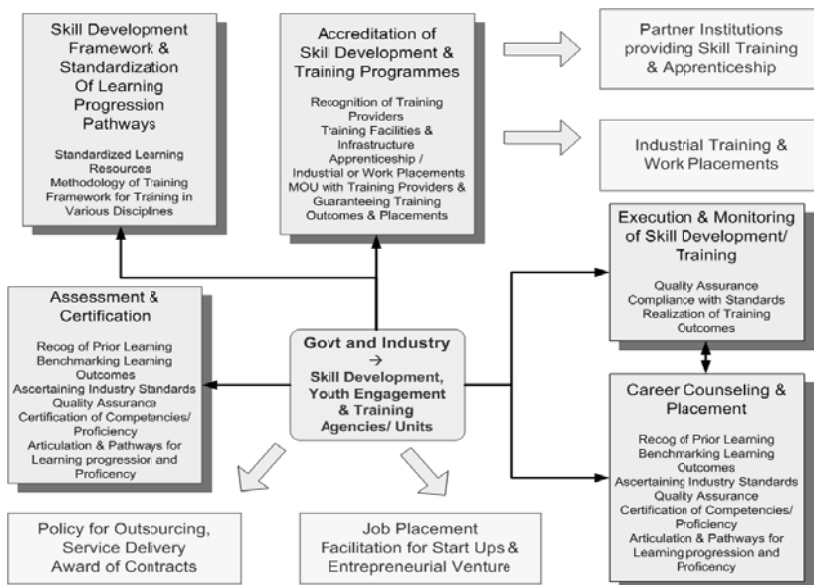 Skill Development
Framework &
Standardization
Of Learning
Progression
Pathways
Standardized Learning
Resources
Methodology of Training
Framework for Training in
Various Disciplnes
Accreditation of
Skill Development &
Training Programmes
Recognition of Training
Providers
Training Facilities &
Infrastructure
Apprenticeship /
Industrial or Work Placements
MOU with Training Providers &
Guaranteeing Training
Outcomes & Placements
Partner Institutions
providing Skill Training
& Apprenticeship
Industrial Training &
Work Placements
Execution & Monitoring
of Skill Development/
Training
Quality Assurance
Compliance with Standards
Realization of Training
Outcomes
Assessment &
Certification
Recog of Prior Learning
Benchmarking Learning
Outcomes
Ascertaining Industry Standards
Quality Assurance
Certification of Competencies/
Proficiency
Articulation & Pathways for
Learning progression and
Proficency
Govt and Industry
→
Skill Development,
Youth Engagement
& Training
Agencies/ Units
Career Counseling &
Placement
Recog of Prior Learning
Benchmarking Learning
Outcomes
Ascertaining Industry Standards
Quality Assurance
Certification of Competencies/
Proficiency
Articulation & Pathways for
Learning progression and
Proficency
Policy for Outsourcing,
Service Delivery
Award of Contracts
Job Placement
Facilitation for Start Ups &
Entrepreneurial Venture